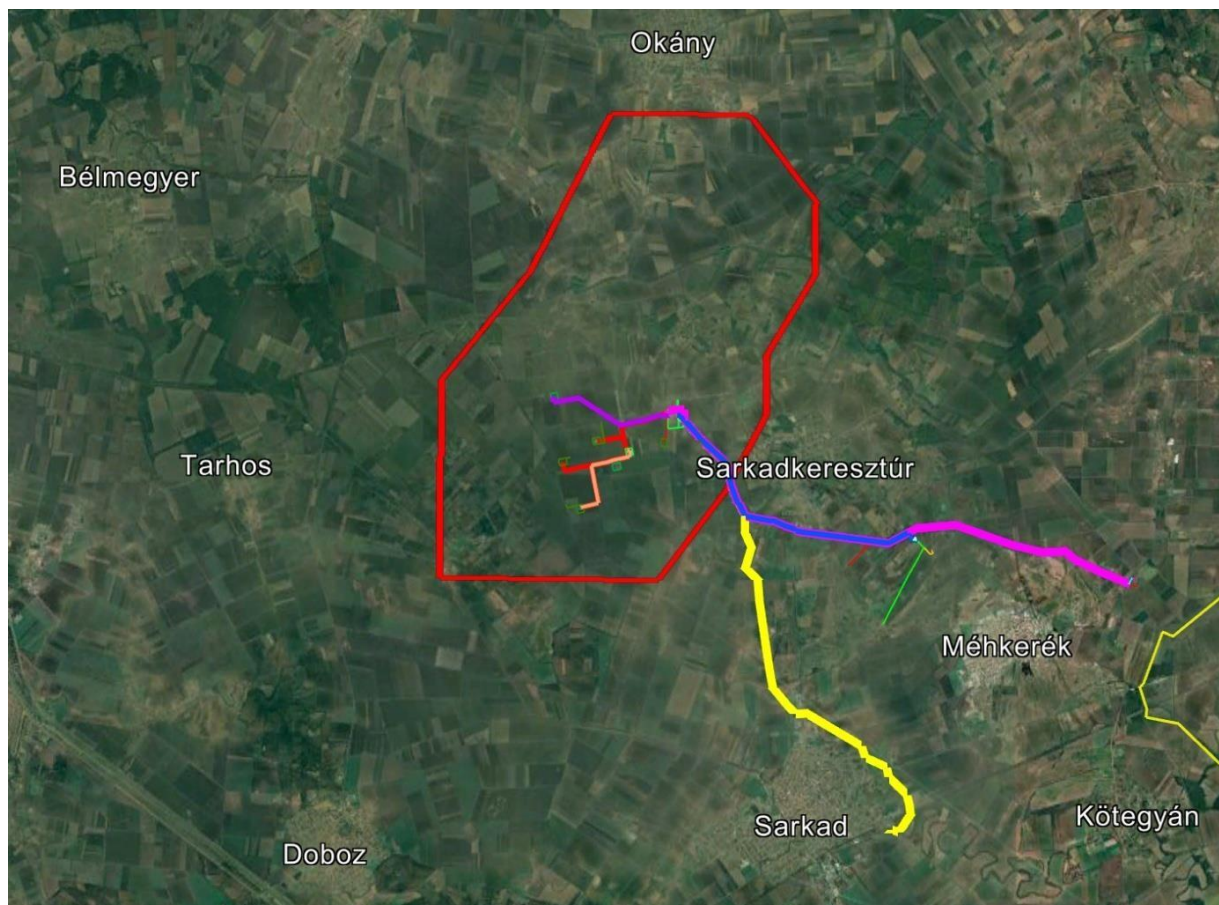 Okány
Bélmegyer
Tarhos
Sarkadkeresztúr
Méhkerék
Kötegyán
Sarkad
Doboz